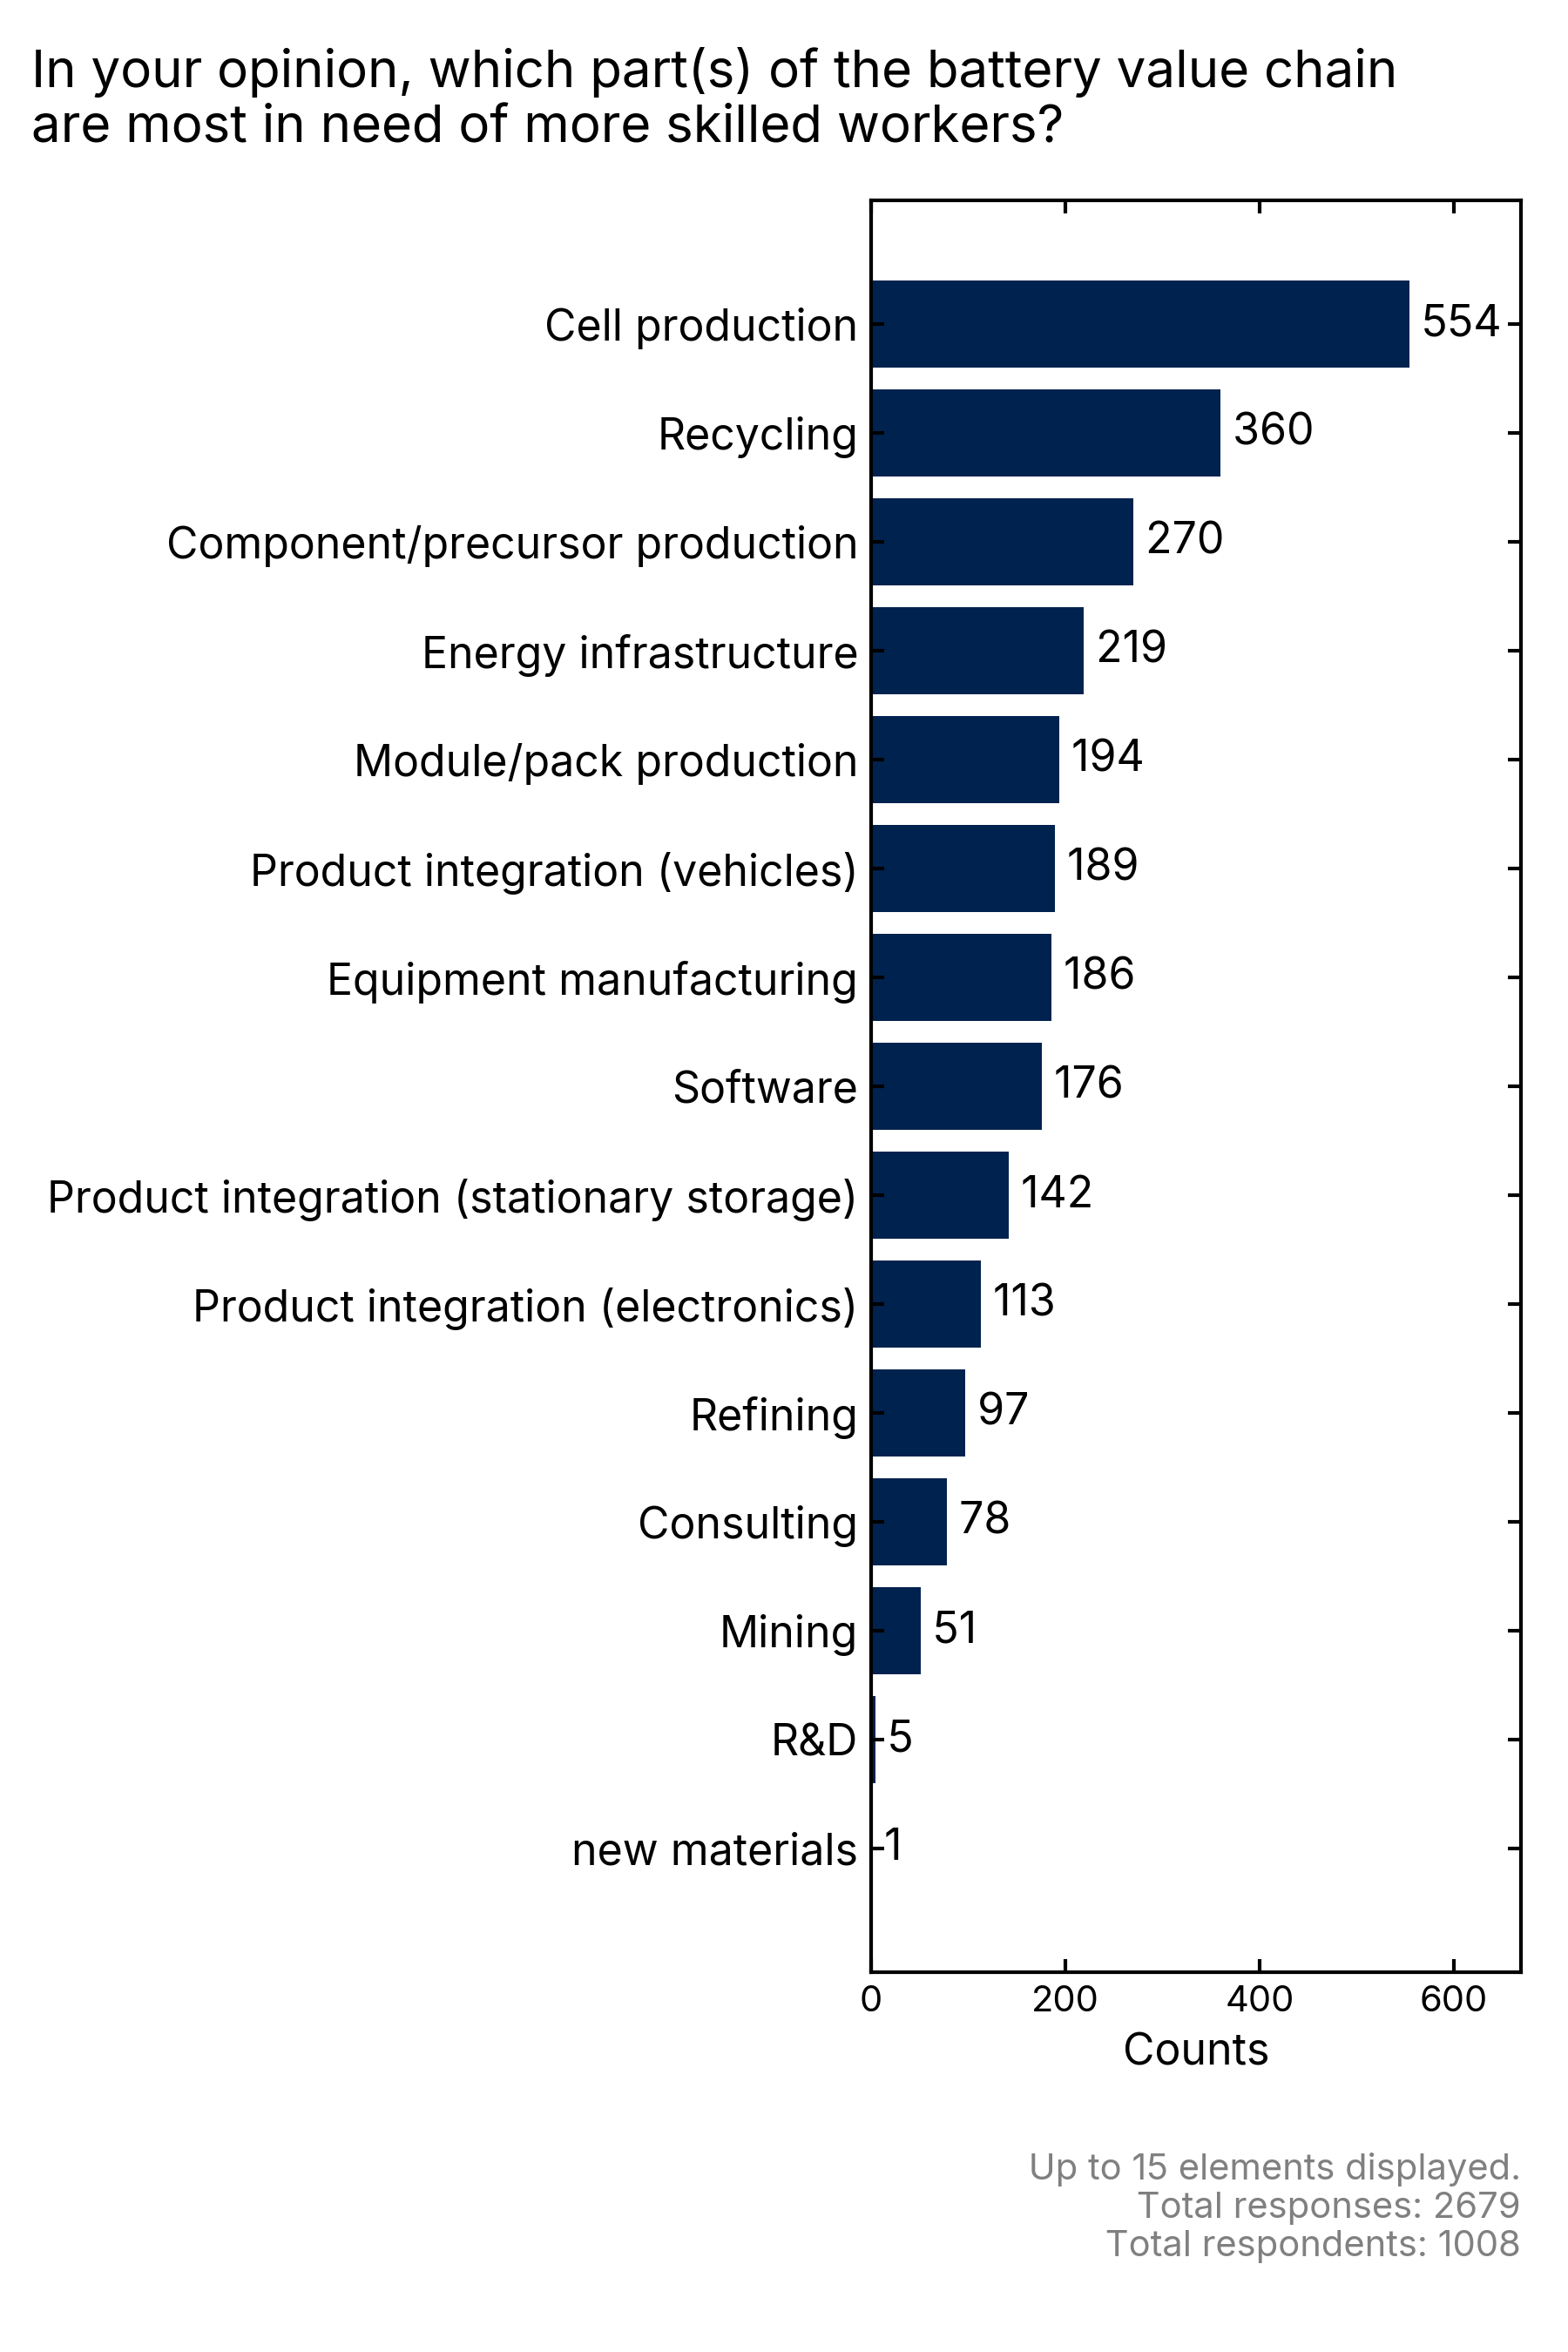 In your opinion, which part(s) of the battery value chain
are most in need of more skilled workers?
Cell production 554
Recycling 360
Component/precursor production 270
Energy infrastructure 219
Module/pack production 194
Product integration (vehicles) 189
Equipment manufacturing 186
Software 176
Product integration (stationary storage) 142
Product integration (electronics) 113
Refining 97
Consulting 78
Mining 51
R&D 5
new materials 1
0 200 400 600
Counts
Up to 15 elements displayed.
Total responses: 2679
Total respondents: 1008